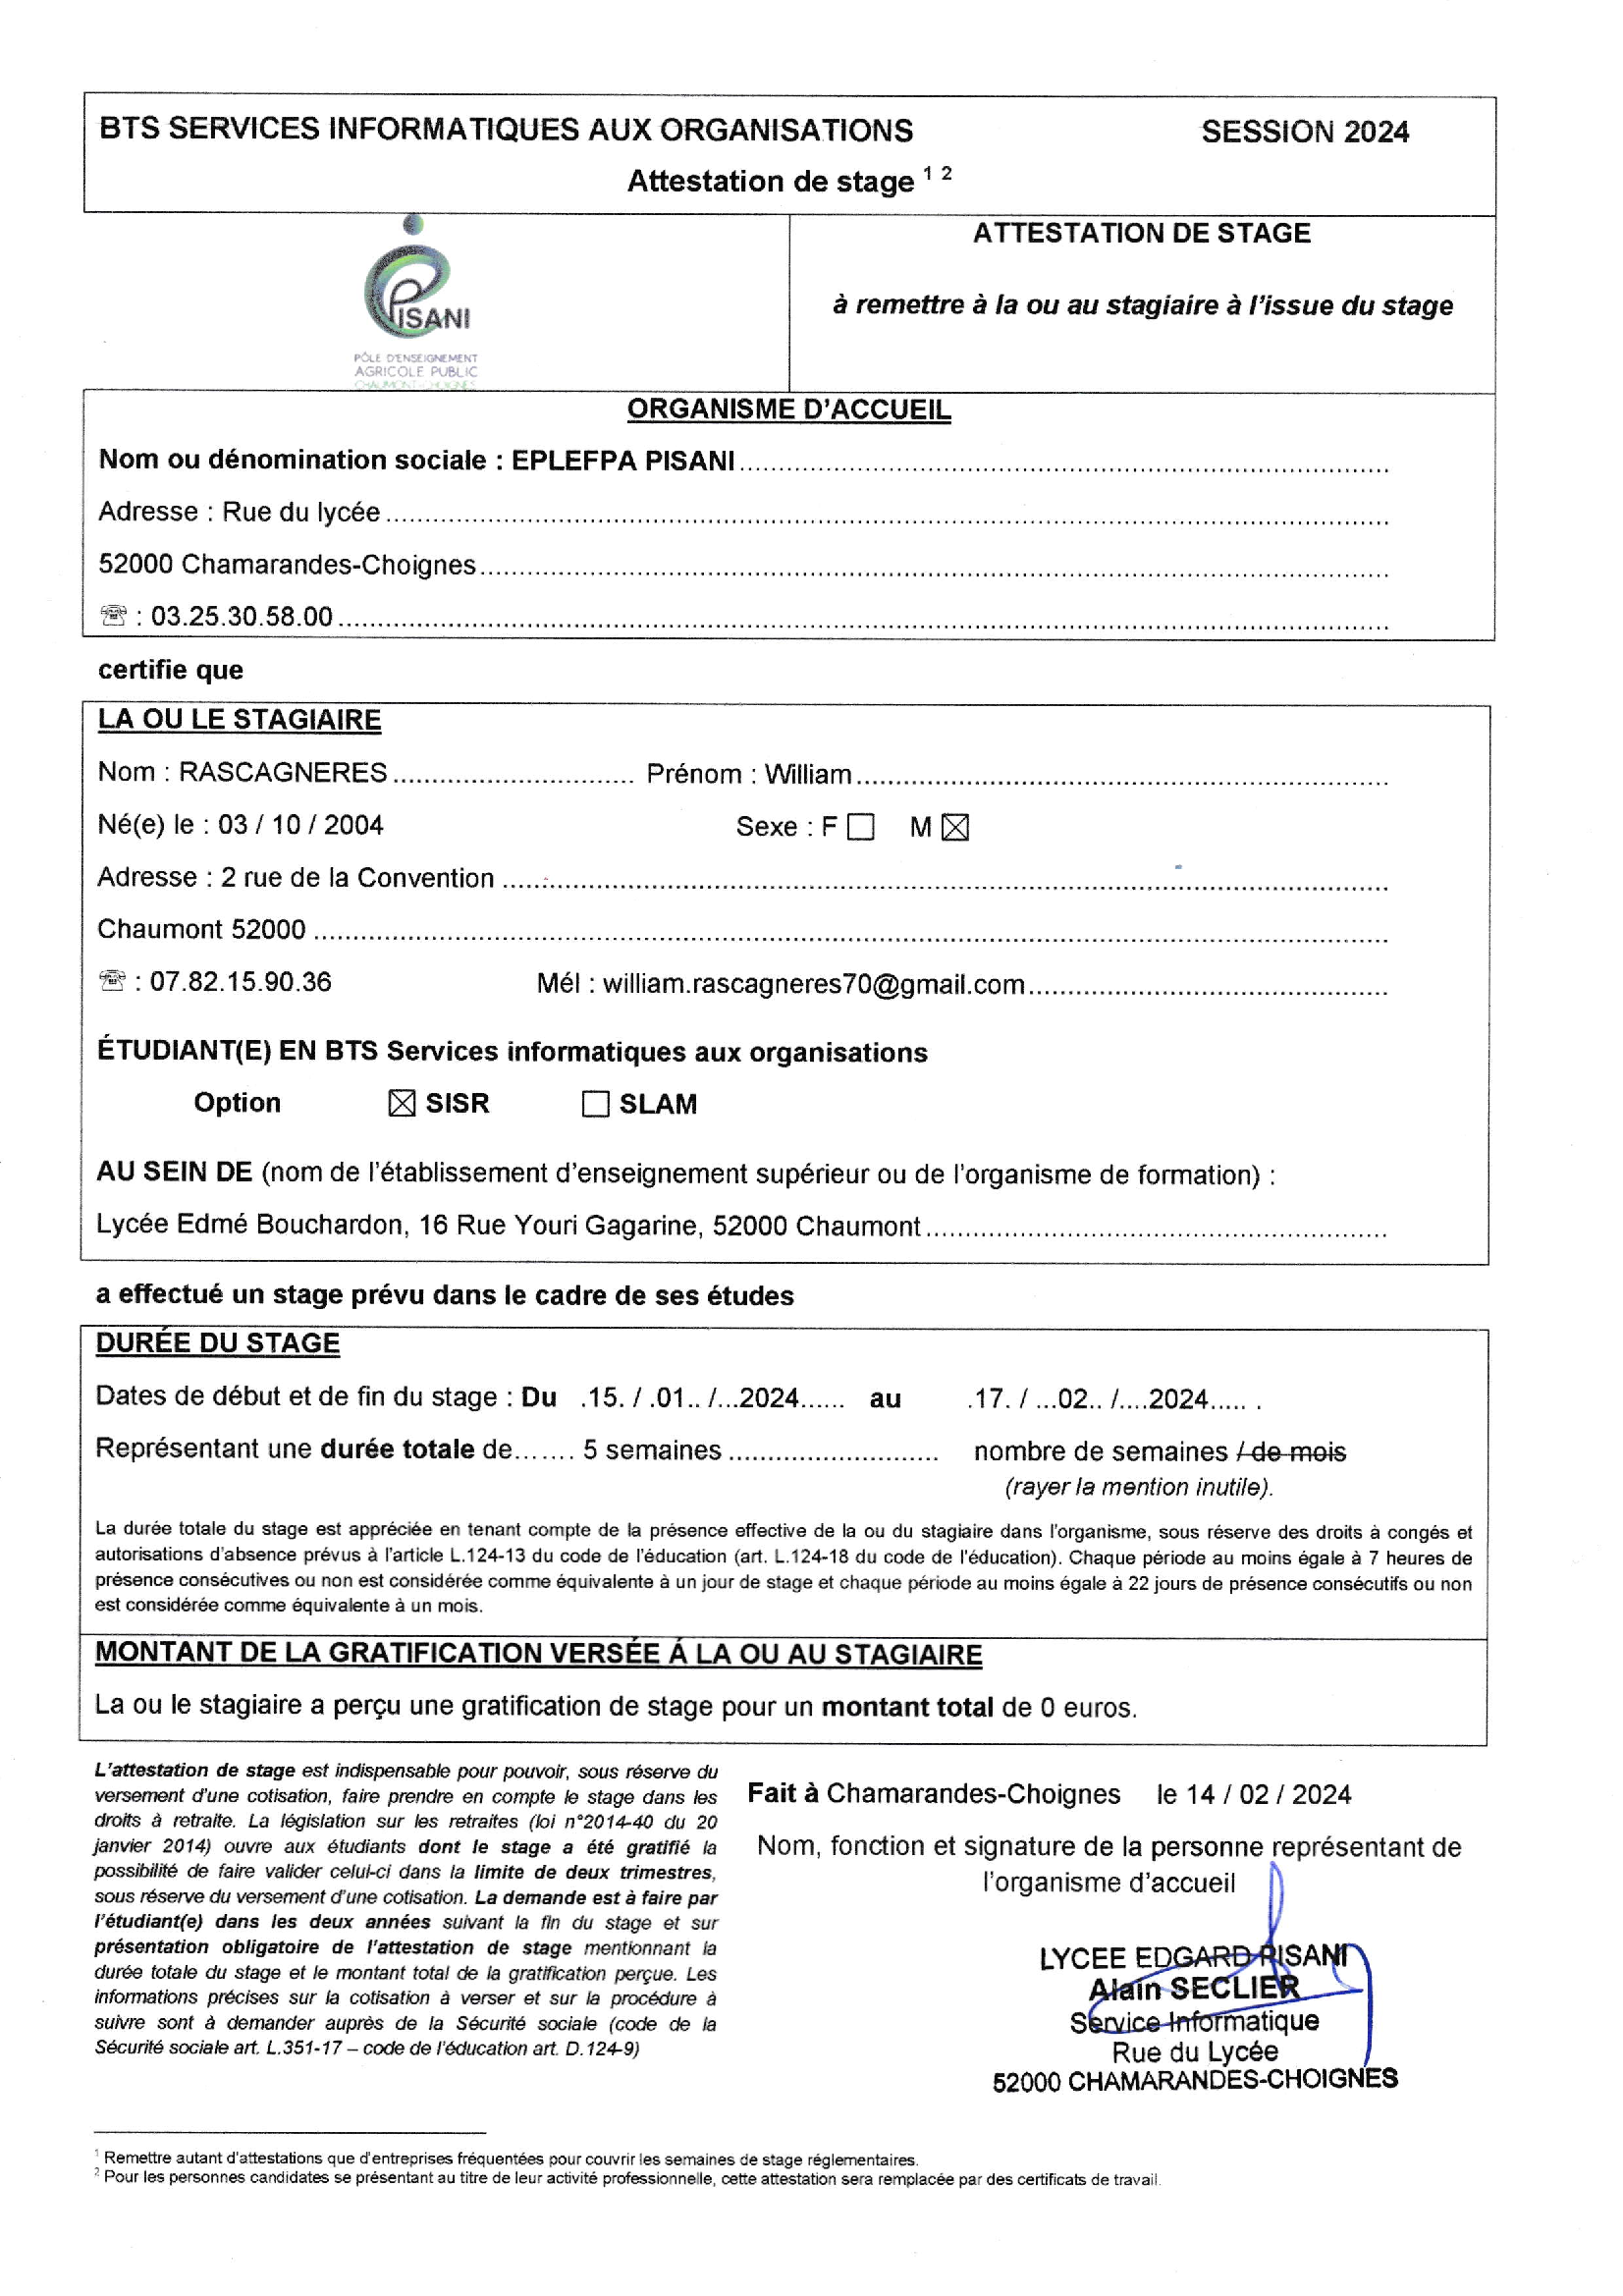 BTS SERVICES INFORMATIQUES AUX ORGANISATIONS SESSION 2024
Attestation de stage 1 2
PISANI
PÔLE D'ENSEIGNEMENT
AGRICOLE PUBLIC
CHAUMONT-CHOIGNES
ATTESTATION DE STAGE
à remettre à la ou au stagiaire à l'issue du stage
ORGANISME D'ACCUEIL
Nom ou dénomination sociale : EPLEFPA PISANI
Adresse : Rue du lycée
52000 Chamarandes-Choignes
☏ : 03.25.30.58.00
certifie que
LA OU LE STAGIAIRE
Nom : RASCAGNERES Prénom : William
Né(e) le : 03 / 10 / 2004 Sexe : F ☐ M ☒
Adresse : 2 rue de la Convention
Chaumont 52000
☏ : 07.82.15.90.36 Mél : william.rascagneres70@gmail.com
ÉTUDIANT(E) EN BTS Services informatiques aux organisations
Option ☒ SISR ☐ SLAM
AU SEIN DE (nom de l'établissement d'enseignement supérieur ou de l'organisme de formation) :
Lycée Edmé Bouchardon, 16 Rue Youri Gagarine, 52000 Chaumont
a effectué un stage prévu dans le cadre de ses études
DURÉE DU STAGE
Dates de début et de fin du stage : Du .15. / .01.. /...2024...... au .17. / ...02.. /....2024..... .
Représentant une durée totale de....... 5 semaines .......................... nombre de semaines / de mois
(rayer la mention inutile).
La durée totale du stage est appréciée en tenant compte de la présence effective de la ou du stagiaire dans l'organisme, sous réserve des droits à congés et
autorisations d'absence prévus à l'article L.124-13 du code de l'éducation (art. L.124-18 du code de l'éducation). Chaque période au moins égale à 7 heures de
présence consécutives ou non est considérée comme équivalente à un jour de stage et chaque période au moins égale à 22 jours de présence consécutifs ou non
est considérée comme équivalente à un mois.
MONTANT DE LA GRATIFICATION VERSÉE À LA OU AU STAGIAIRE
La ou le stagiaire a perçu une gratification de stage pour un montant total de 0 euros.
L'attestation de stage est indispensable pour pouvoir, sous réserve du
versement d'une cotisation, faire prendre en compte le stage dans les
droits à retraite. La législation sur les retraites (loi n°2014-40 du 20
janvier 2014) ouvre aux étudiants dont le stage a été gratifié la
possibilité de faire valider celui-ci dans la limite de deux trimestres,
sous réserve du versement d'une cotisation. La demande est à faire par
l'étudiant(e) dans les deux années suivant la fin du stage et sur
présentation obligatoire de l'attestation de stage mentionnant la
durée totale du stage et le montant total de la gratification perçue. Les
informations précises sur la cotisation à verser et sur la procédure à
suivre sont à demander auprès de la Sécurité sociale (code de la
Sécurité sociale art. L.351-17 – code de l'éducation art. D.124-9)
Fait à Chamarandes-Choignes le 14 / 02 / 2024
Nom, fonction et signature de la personne représentant de
l'organisme d'accueil
LYCEE EDGARD PISANI
Alain SECLIER
Service Informatique
Rue du Lycée
52000 CHAMARANDES-CHOIGNES
1 Remettre autant d'attestations que d'entreprises fréquentées pour couvrir les semaines de stage réglementaires.
2 Pour les personnes candidates se présentant au titre de leur activité professionnelle, cette attestation sera remplacée par des certificats de travail.